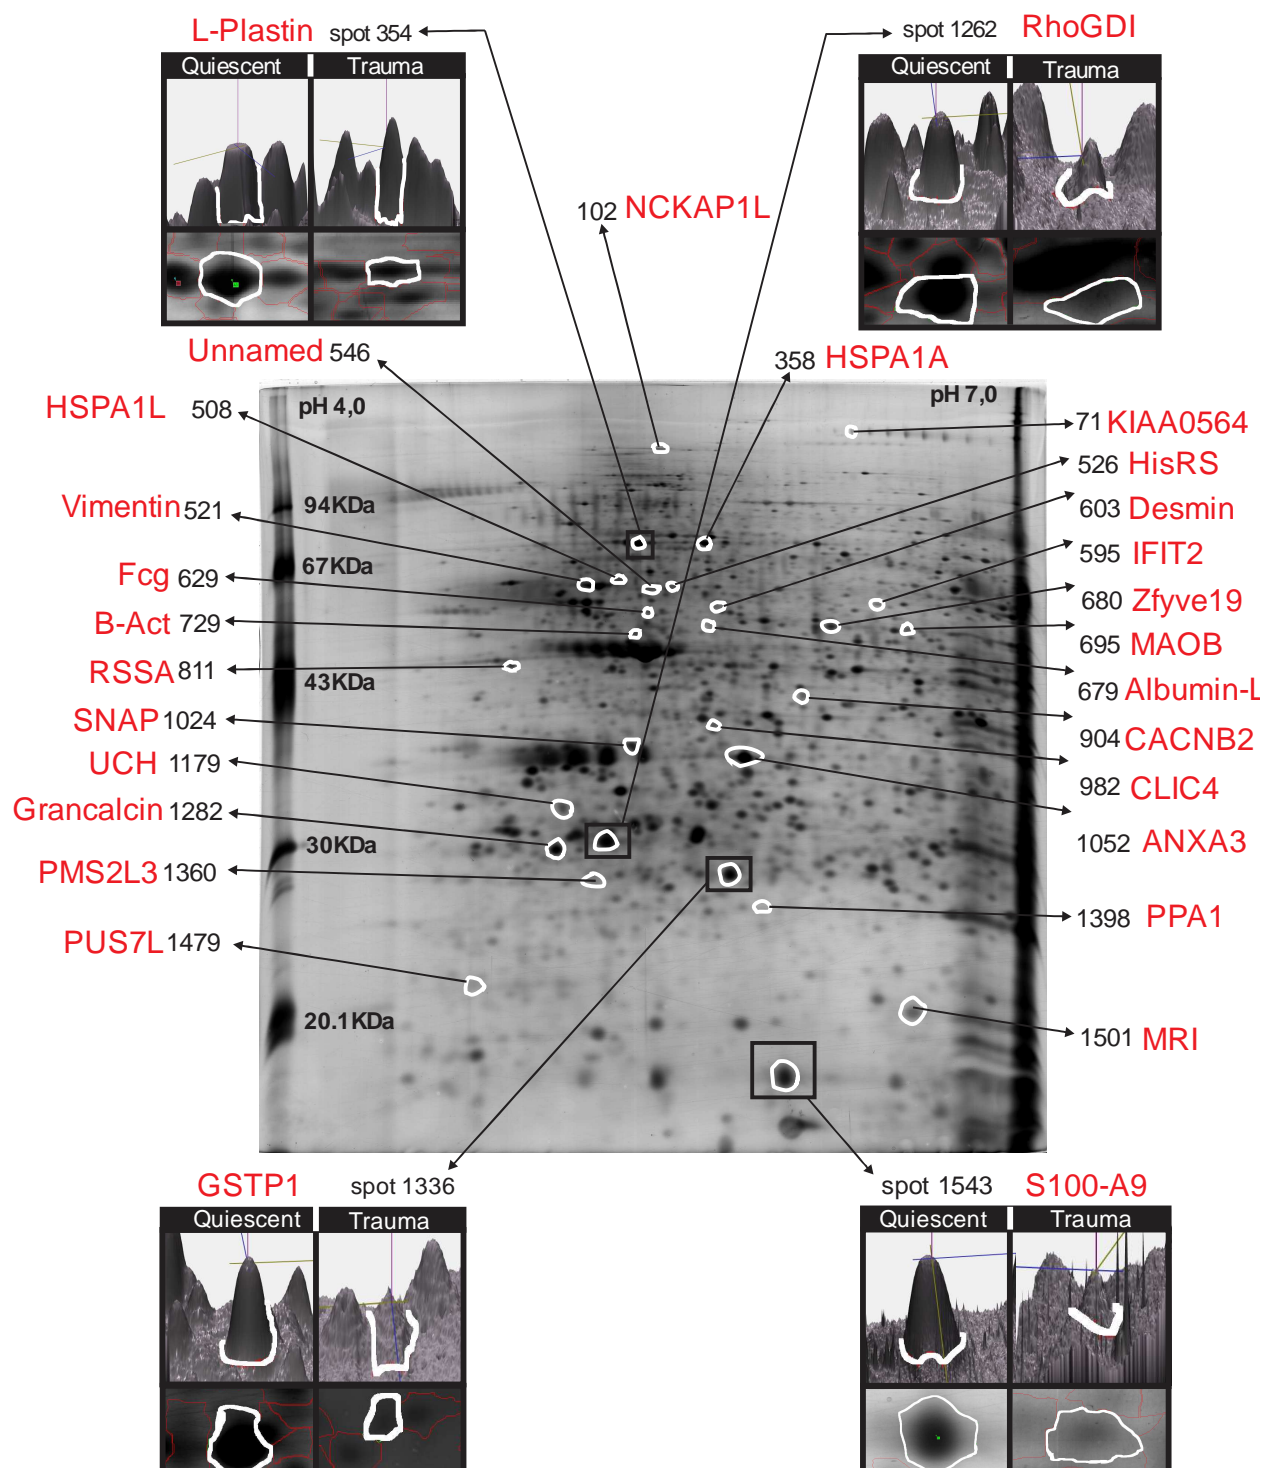 L-Plastin spot 354
spot 1262 RhoGDI
Quiescent Trauma
Quiescent Trauma
102 NCKAP1L
Unnamed 546
358 HSPA1A
HSPA1L 508
pH 4,0
pH 7,0
71 KIAA0564
526 HisRS
Vimentin 521
94KDa
603 Desmin
67KDa
595 IFIT2
Fcg 629
680 Zfyve19
B-Act 729
695 MAOB
RSSA 811
43KDa
679 Albumin-L
SNAP 1024
904 CACNB2
UCH 1179
982 CLIC4
Grancalcin 1282
30KDa
1052 ANXA3
PMS2L3 1360
1398 PPA1
PUS7L 1479
20.1KDa
1501 MRI
GSTP1 spot 1336
spot 1543 S100-A9
Quiescent Trauma
Quiescent Trauma